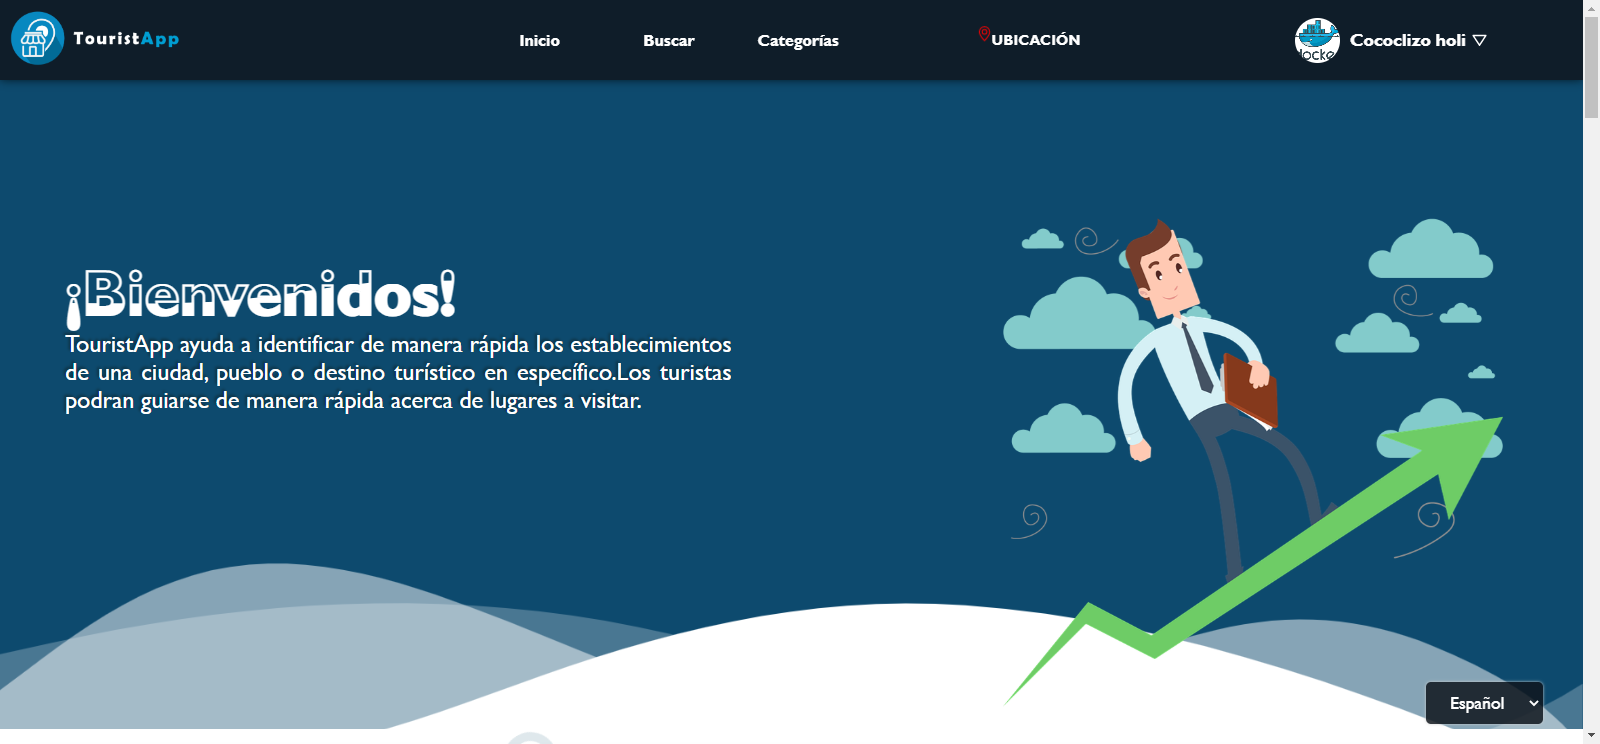 TouristApp
Inicio
Buscar
Categorías
UBICACIÓN
locke
Cococlizo holi
¡Bienvenidos!
TouristApp ayuda a identificar de manera rápida los establecimientos
de una ciudad, pueblo o destino turístico en específico.Los turistas
podran guiarse de manera rápida acerca de lugares a visitar.
Español